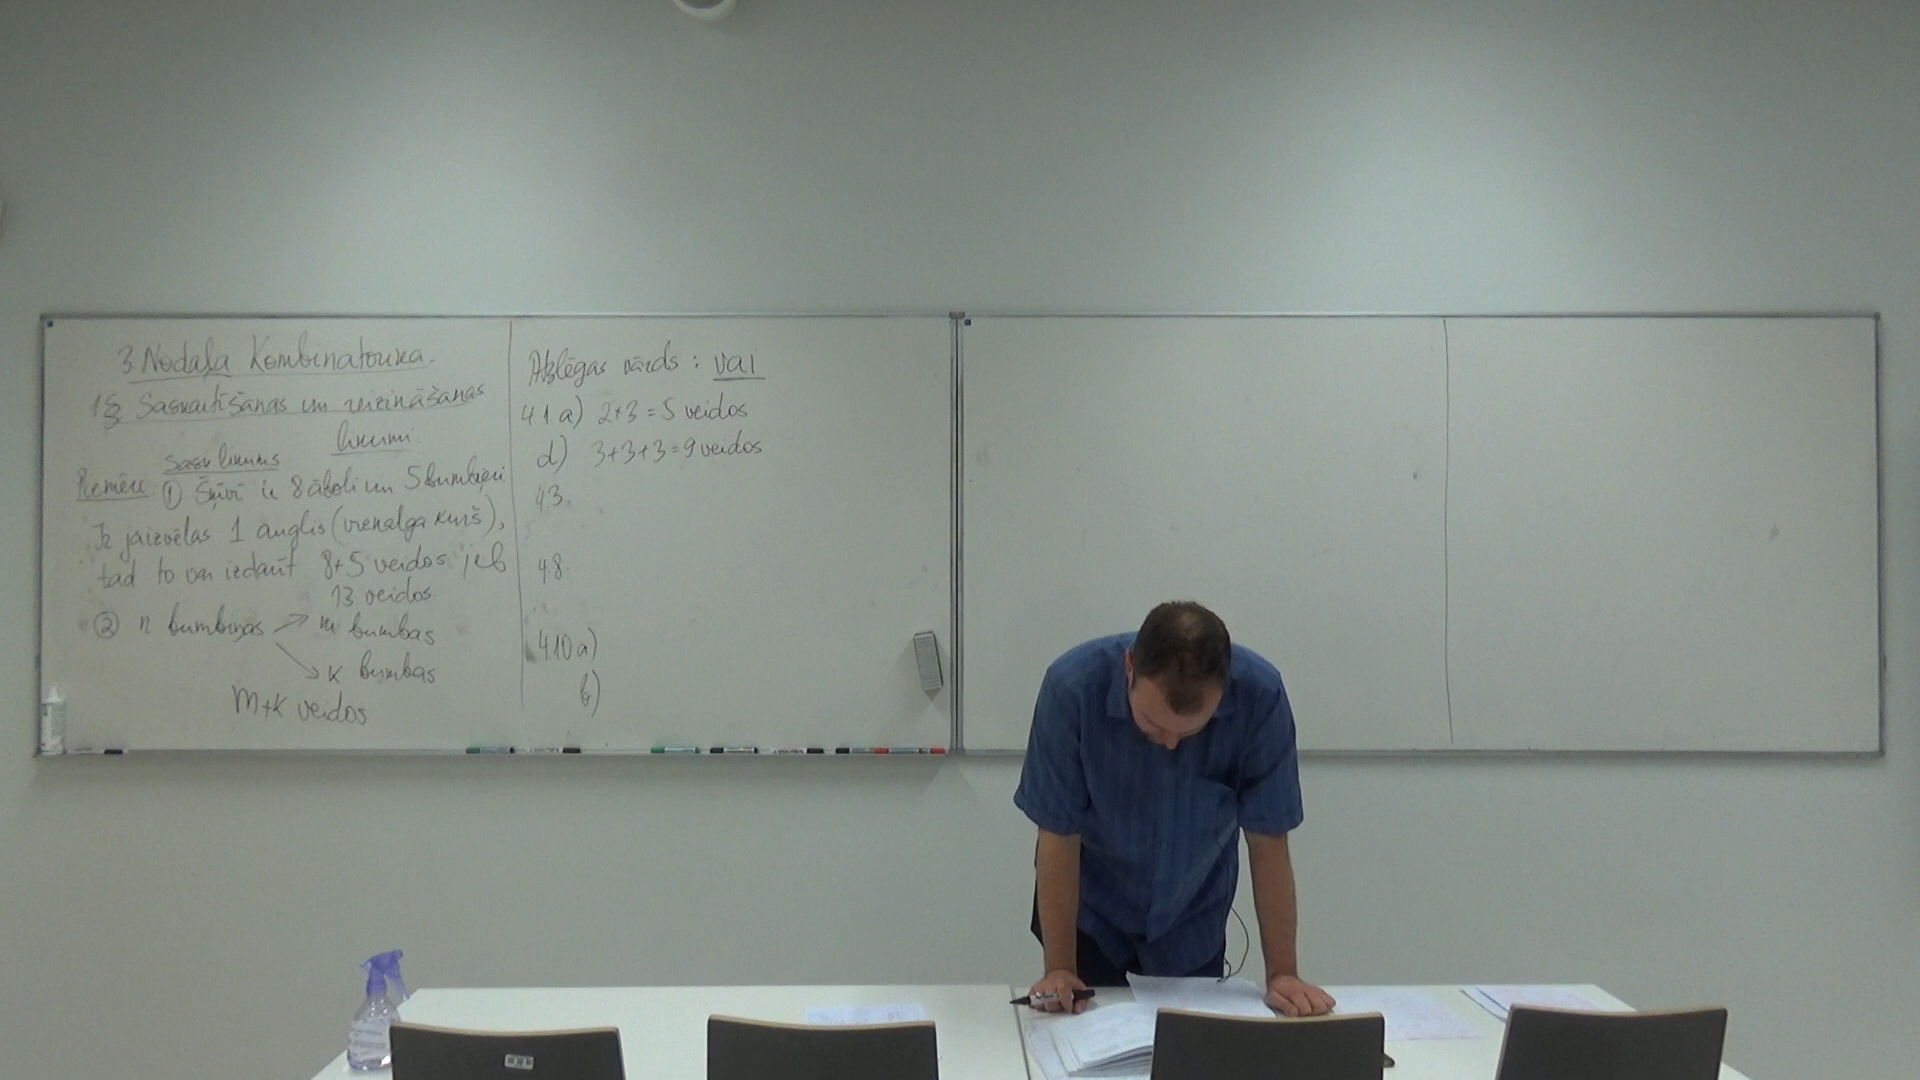 3. Nodaļa Kombinatorika.
1§ Saskaitīšanas un reizināšanas
likumi.
Sask. likums
Piemēri ① Šķīvī ir 8 āboli un 5 bumbieri
Ir jāizvēlas 1 auglis (vienalga kurš),
tad to var izdarīt 8+5 veidos jeb
13 veidos.
② n bumbiņas → m bumbas
→ k bumbas
m+k veidos
Atslēgas vārds: vai
4.1. a) 2+3=5 veidos
d) 3+3+3=9 veidos
4.3.
4.8.
4.10 a)
b)